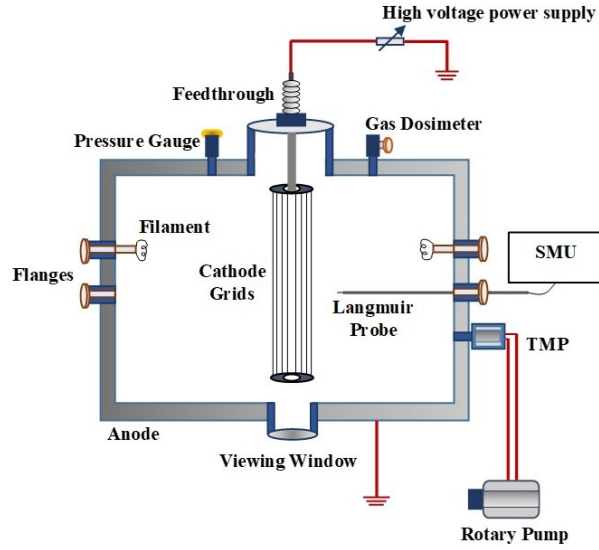 High voltage power supply
Feedthrough
Pressure Gauge
Gas Dosimeter
Filament
Flanges
Cathode
Grids
Langmuir
Probe
SMU
TMP
Anode
Viewing Window
Rotary Pump